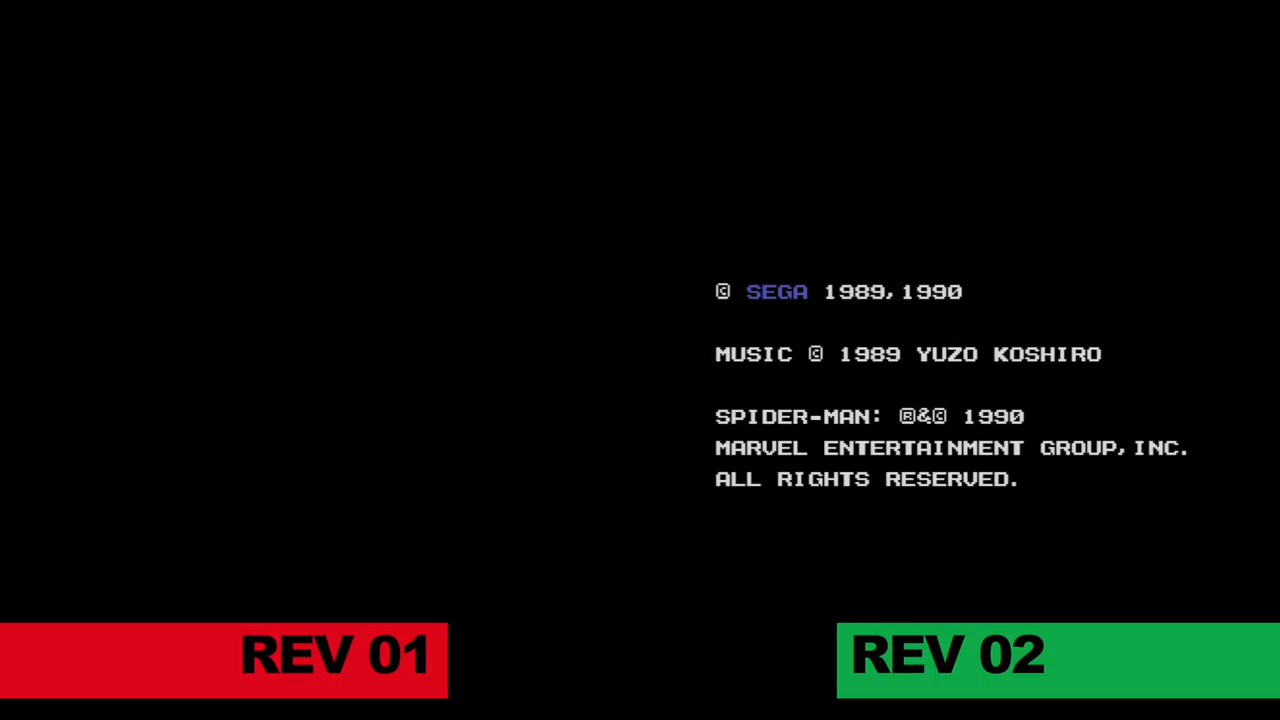 © SEGA 1989,1990
MUSIC © 1989 YUZO KOSHIRO
SPIDER-MAN: ®&© 1990
MARVEL ENTERTAINMENT GROUP,INC.
ALL RIGHTS RESERVED.
REV 01
REV 02